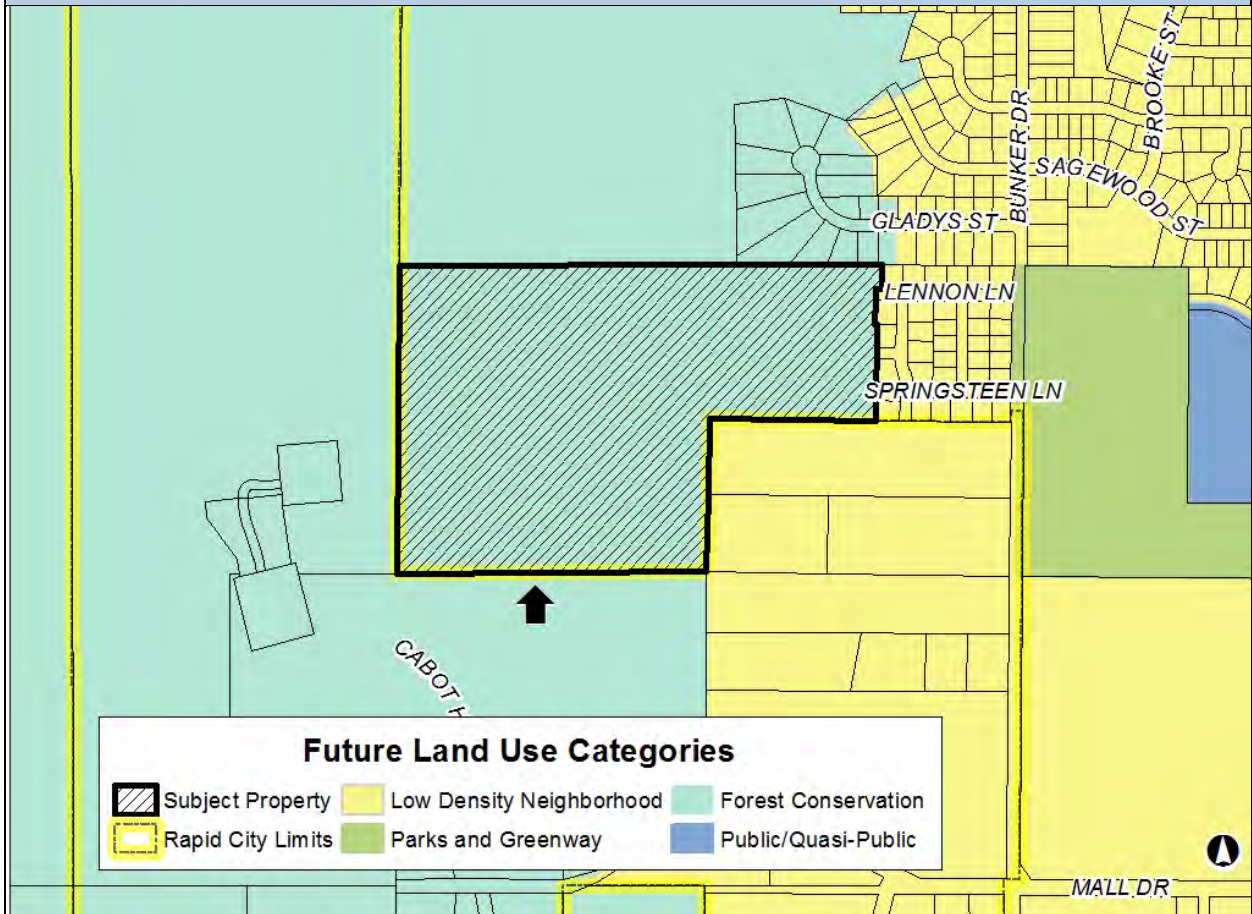 BROOKE ST
BUNKER DR
SAGEWOOD ST
GLADYS ST
LENNON LN
SPRINGSTEEN LN
CABOT H
Future Land Use Categories
Subject Property Low Density Neighborhood Forest Conservation
Rapid City Limits Parks and Greenway Public/Quasi-Public
MALL DR